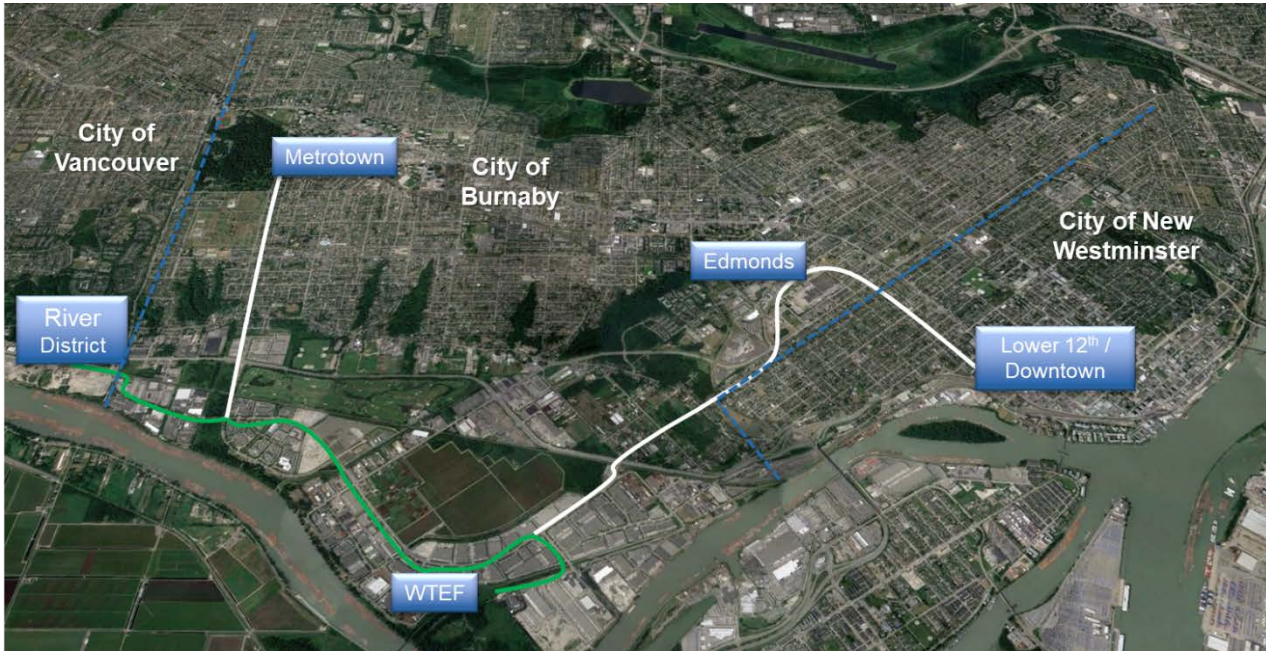 City of
Vancouver
Metrotown
City of
Burnaby
City of New
Westminster
Edmonds
River
District
Lower 12th /
Downtown
WTEF